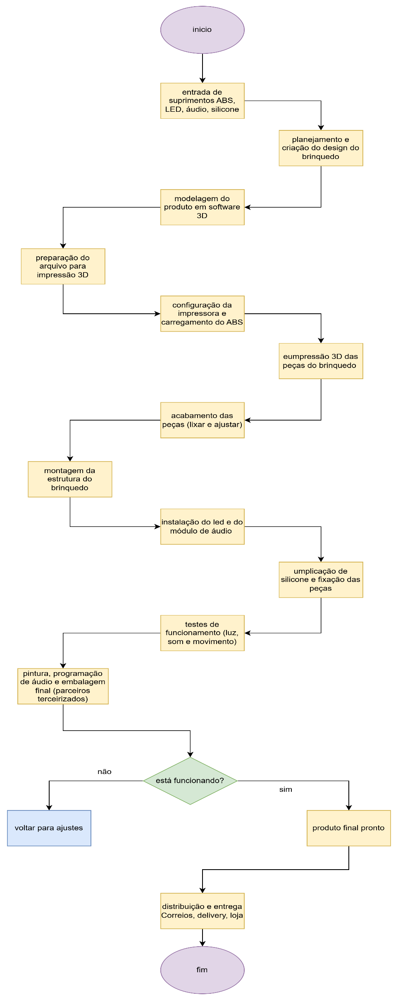 inicio
entrada de
suprimentos ABS,
LED, áudio, silicone
planejamento e
criação do design do
brinquedo
modelagem do
produto em software
3D
preparação do
arquivo para
impressão 3D
configuração da
impressora e
carregamento do ABS
eumpressão 3D das
peças do brinquedo
acabamento das
peças (lixar e ajustar)
montagem da
estrutura do
brinquedo
instalação do led e do
módulo de áudio
umplicação de
silicone e fixação das
peças
testes de
funcionamento (luz,
som e movimento)
pintura, programação
de áudio e embalagem
final (parceiros
terceirizados)
está funcionando?
não
sim
voltar para ajustes
produto final pronto
distribuição e entrega
Correios, delivery, loja
fim